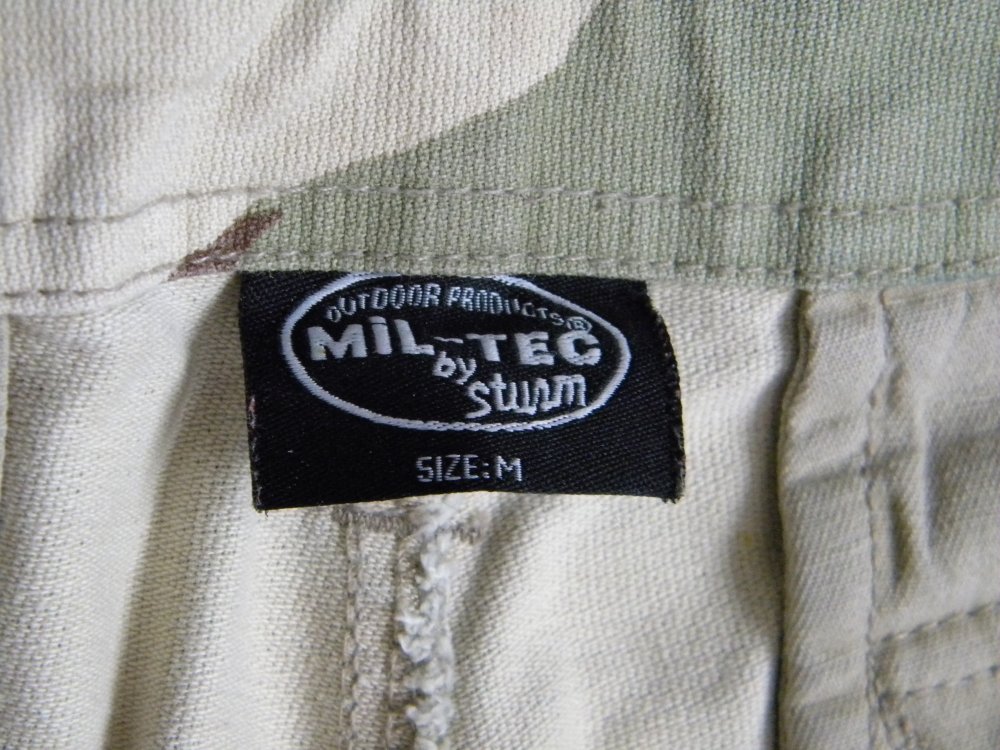 OUTDOOR PRODUCTS®
MiL-TEC
by
Sturm
SIZE: M